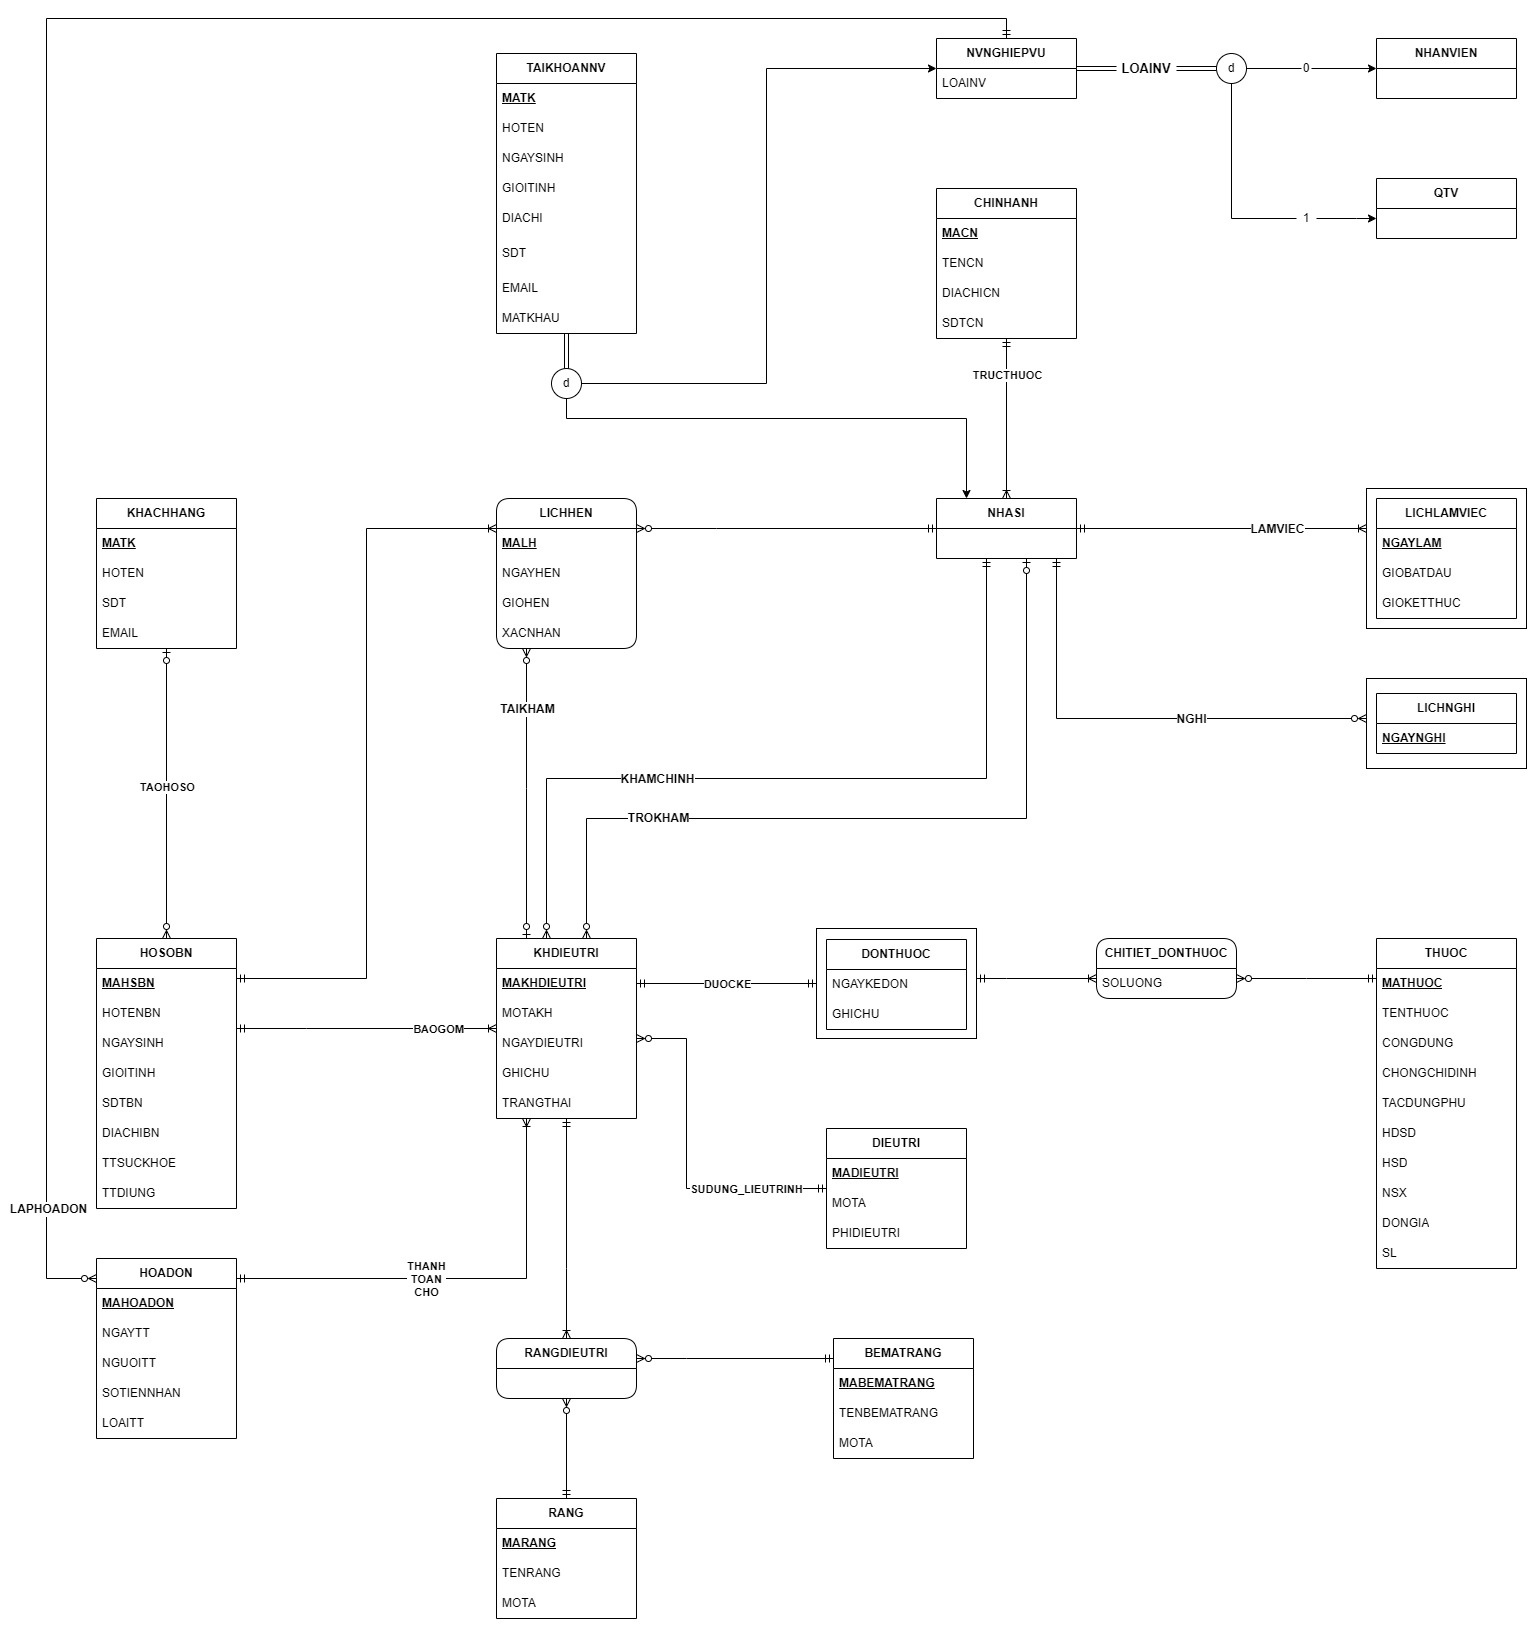 TAIKHOANNV
MATK
HOTEN
NGAYSINH
GIOITINH
DIACHI
SDT
EMAIL
MATKHAU
d
NVNGHIEPVU
LOAINV
LOAINV
d
0
NHANVIEN
1
QTV
CHINHANH
MACN
TENCN
DIACHICN
SDTCN
TRUCTHUOC
KHACHHANG
MATK
HOTEN
SDT
EMAIL
LICHHEN
MALH
NGAYHEN
GIOHEN
XACNHAN
NHASI
LAMVIEC
LICHLAMVIEC
NGAYLAM
GIOBATDAU
GIOKETTHUC
NGHI
LICHNGHI
NGAYNGHI
TAIKHAM
TAOHOSO
KHAMCHINH
TROKHAM
HOSOBN
MAHSBN
HOTENBN
NGAYSINH
GIOITINH
SDTBN
DIACHIBN
TTSUCKHOE
TTDIUNG
BAOGOM
KHDIEUTRI
MAKHDIEUTRI
MOTAKH
NGAYDIEUTRI
GHICHU
TRANGTHAI
DUOCKE
DONTHUOC
NGAYKEDON
GHICHU
CHITIET_DONTHUOC
SOLUONG
THUOC
MATHUOC
TENTHUOC
CONGDUNG
CHONGCHIDINH
TACDUNGPHU
HDSD
HSD
NSX
DONGIA
SL
SUDUNG_LIEUTRINH
DIEUTRI
MADIEUTRI
MOTA
PHIDIEUTRI
LAPHOADON
HOADON
MAHOADON
NGAYTT
NGUOITT
SOTIENNHAN
LOAITT
THANH
TOAN
CHO
RANGDIEUTRI
BEMATRANG
MABEMATRANG
TENBEMATRANG
MOTA
RANG
MARANG
TENRANG
MOTA